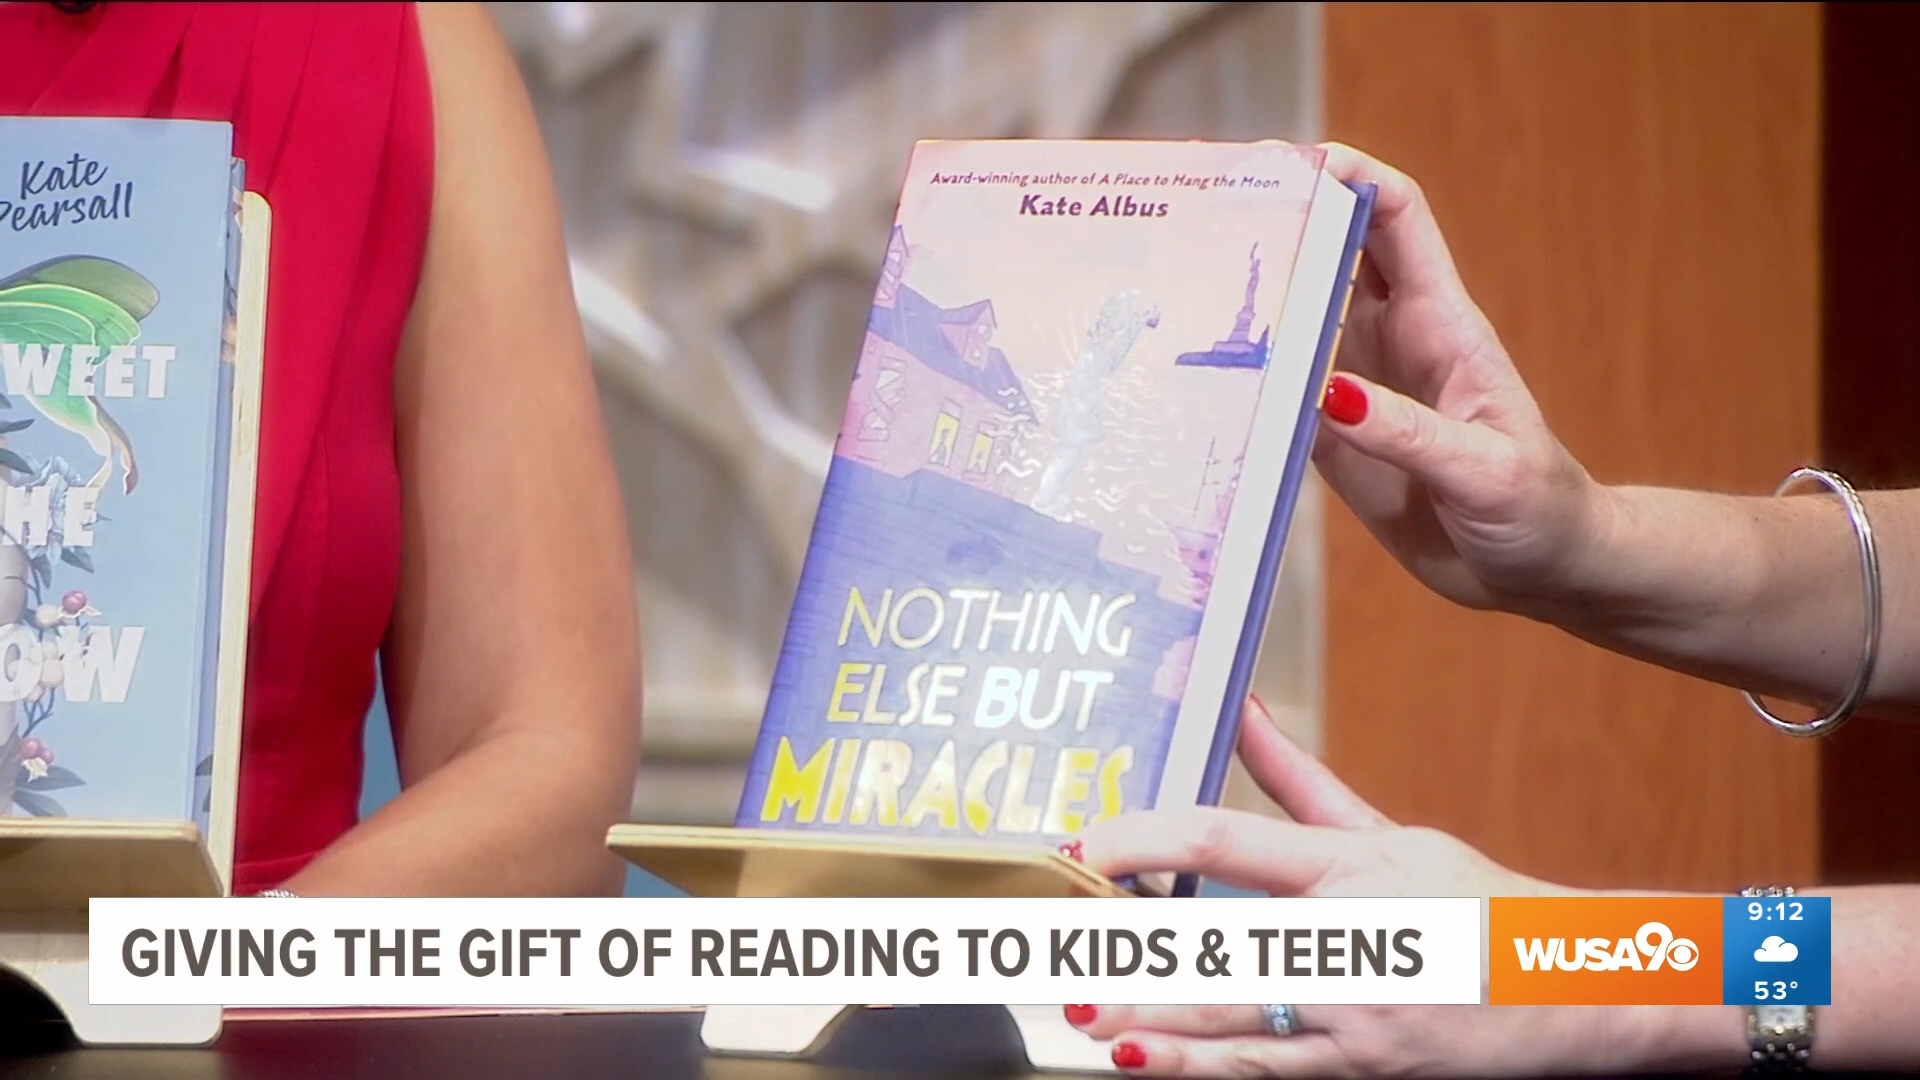 Kate
Pearsall
WEET
HE
OW
Award-winning author of A Place to Hang the Moon
Kate Albus
NOTHING
ELSE BUT
MIRACLES
GIVING THE GIFT OF READING TO KIDS & TEENS
WUSA9
9:12
53°